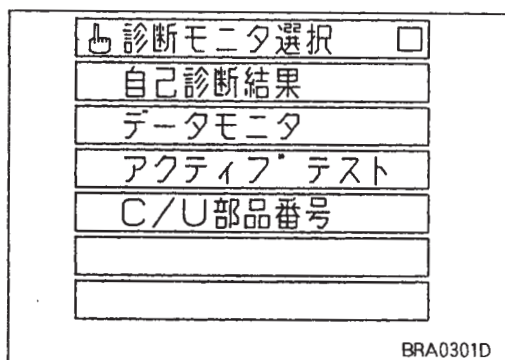 診断モニタ選択 □
自己診断結果
データモニタ
アクティブ テスト
C/U部品番号
BRA0301D